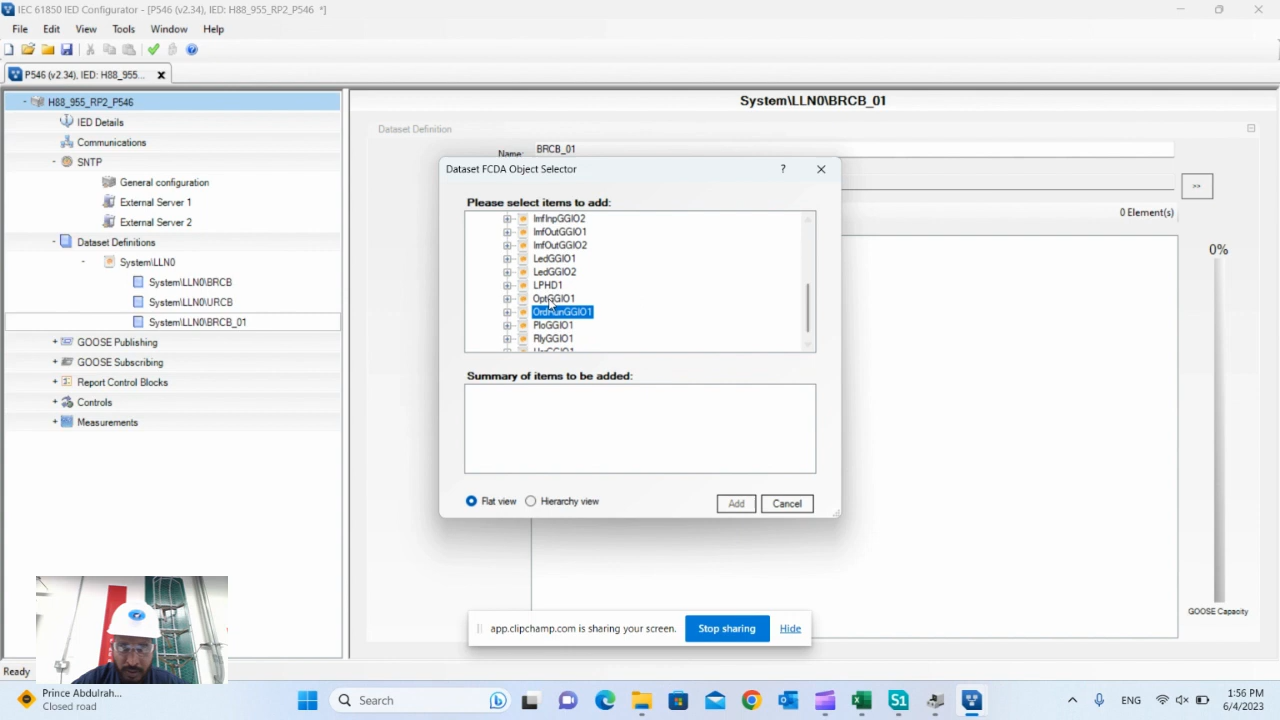 IEC 61850 IED Configurator - [P546 (v2.34), IED: H88_955_RP2_P546 *]
File Edit View Tools Window Help
P546 (v2.34), IED: H88_955...
H88_955_RP2_P546
IED Details
Communications
SNTP
General configuration
External Server 1
External Server 2
Dataset Definitions
System\LLN0
System\LLN0\BRCB
System\LLN0\URCB
System\LLN0\BRCB_01
GOOSE Publishing
GOOSE Subscribing
Report Control Blocks
Controls
Measurements
System\LLN0\BRCB_01
Dataset Definition
Name: BRCB_01
>>
0 Element(s)
0%
GOOSE Capacity
Dataset FCDA Object Selector
?
Please select items to add:
ImfInpGGIO2
ImfOutGGIO1
ImfOutGGIO2
LedGGIO1
LedGGIO2
LPHD1
OptGGIO1
OrdRunGGIO1
PloGGIO1
RlyGGIO1
Summary of items to be added:
Flat view Hierarchy view
Add Cancel
app.clipchamp.com is sharing your screen. Stop sharing Hide
Ready
Prince Abdulrah...
Closed road
Search
ENG
1:56 PM
6/4/2023